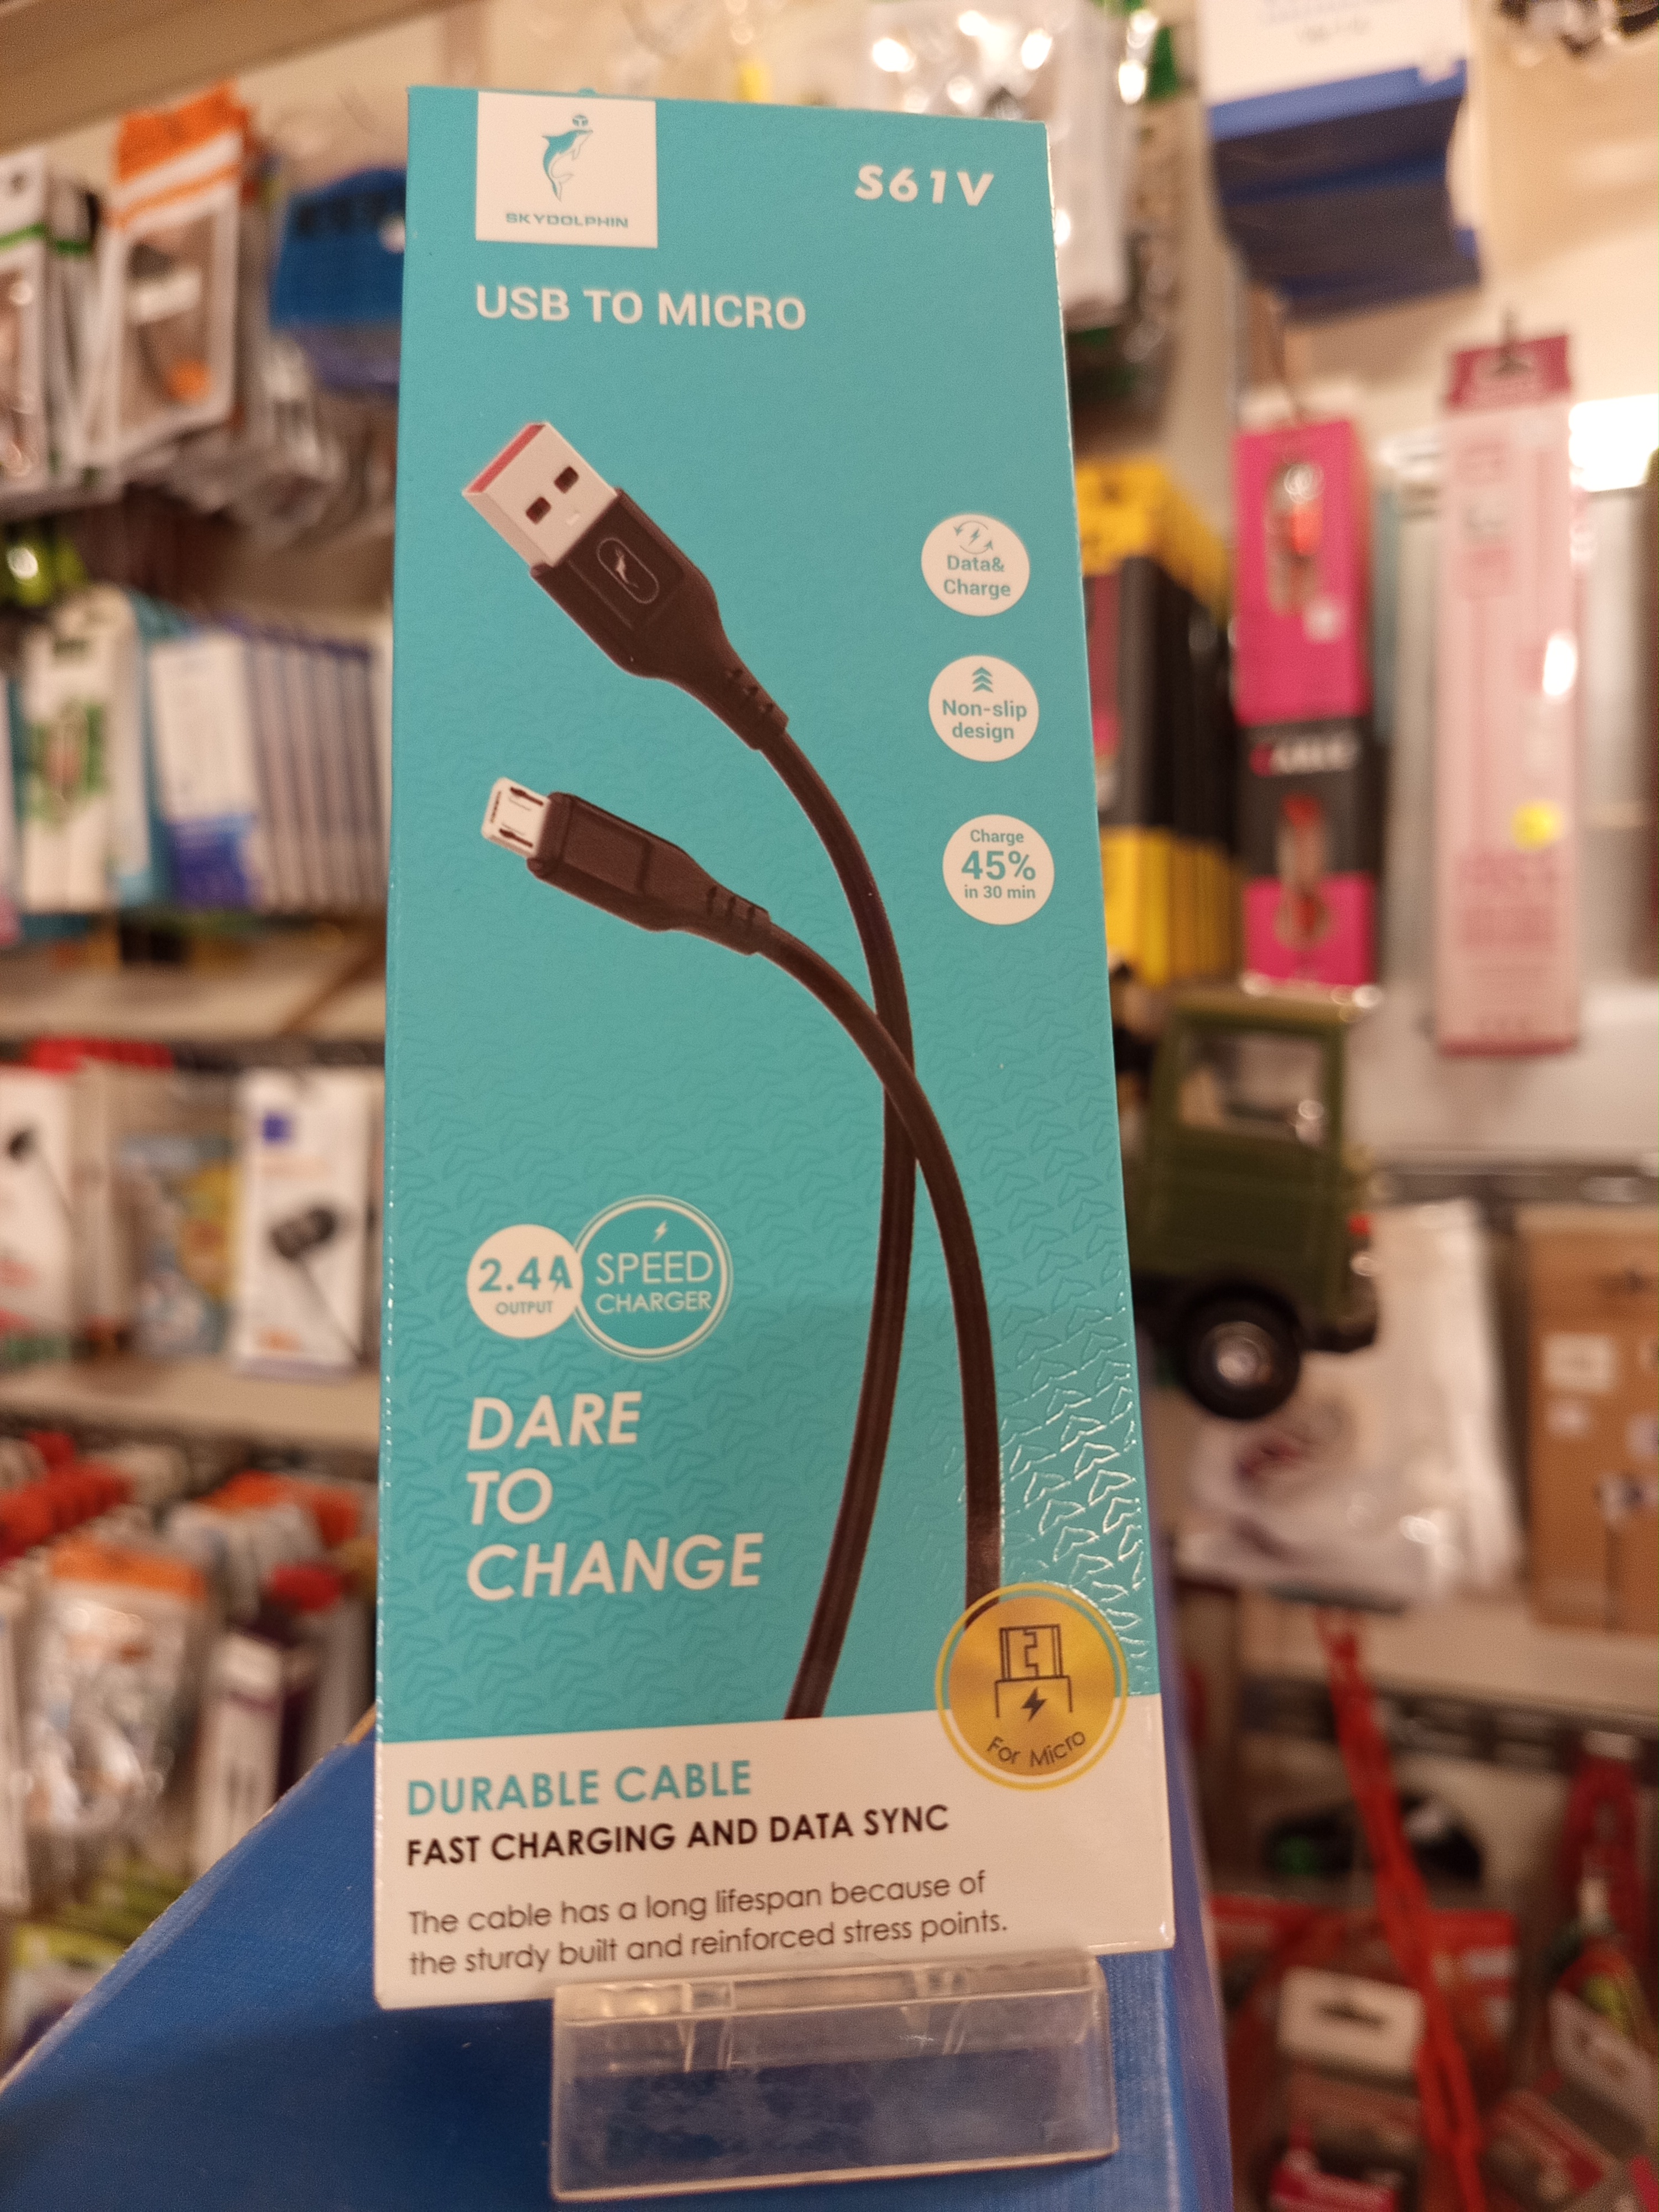 SKYDOLPHIN
S61V
USB TO MICRO
Data&
Charge
Non-slip
design
Charge
45%
in 30 min
2.4A
OUTPUT
SPEED
CHARGER
DARE
TO
CHANGE
For Micro
DURABLE CABLE
FAST CHARGING AND DATA SYNC
The cable has a long lifespan because of
the sturdy built and reinforced stress points.
CABLE